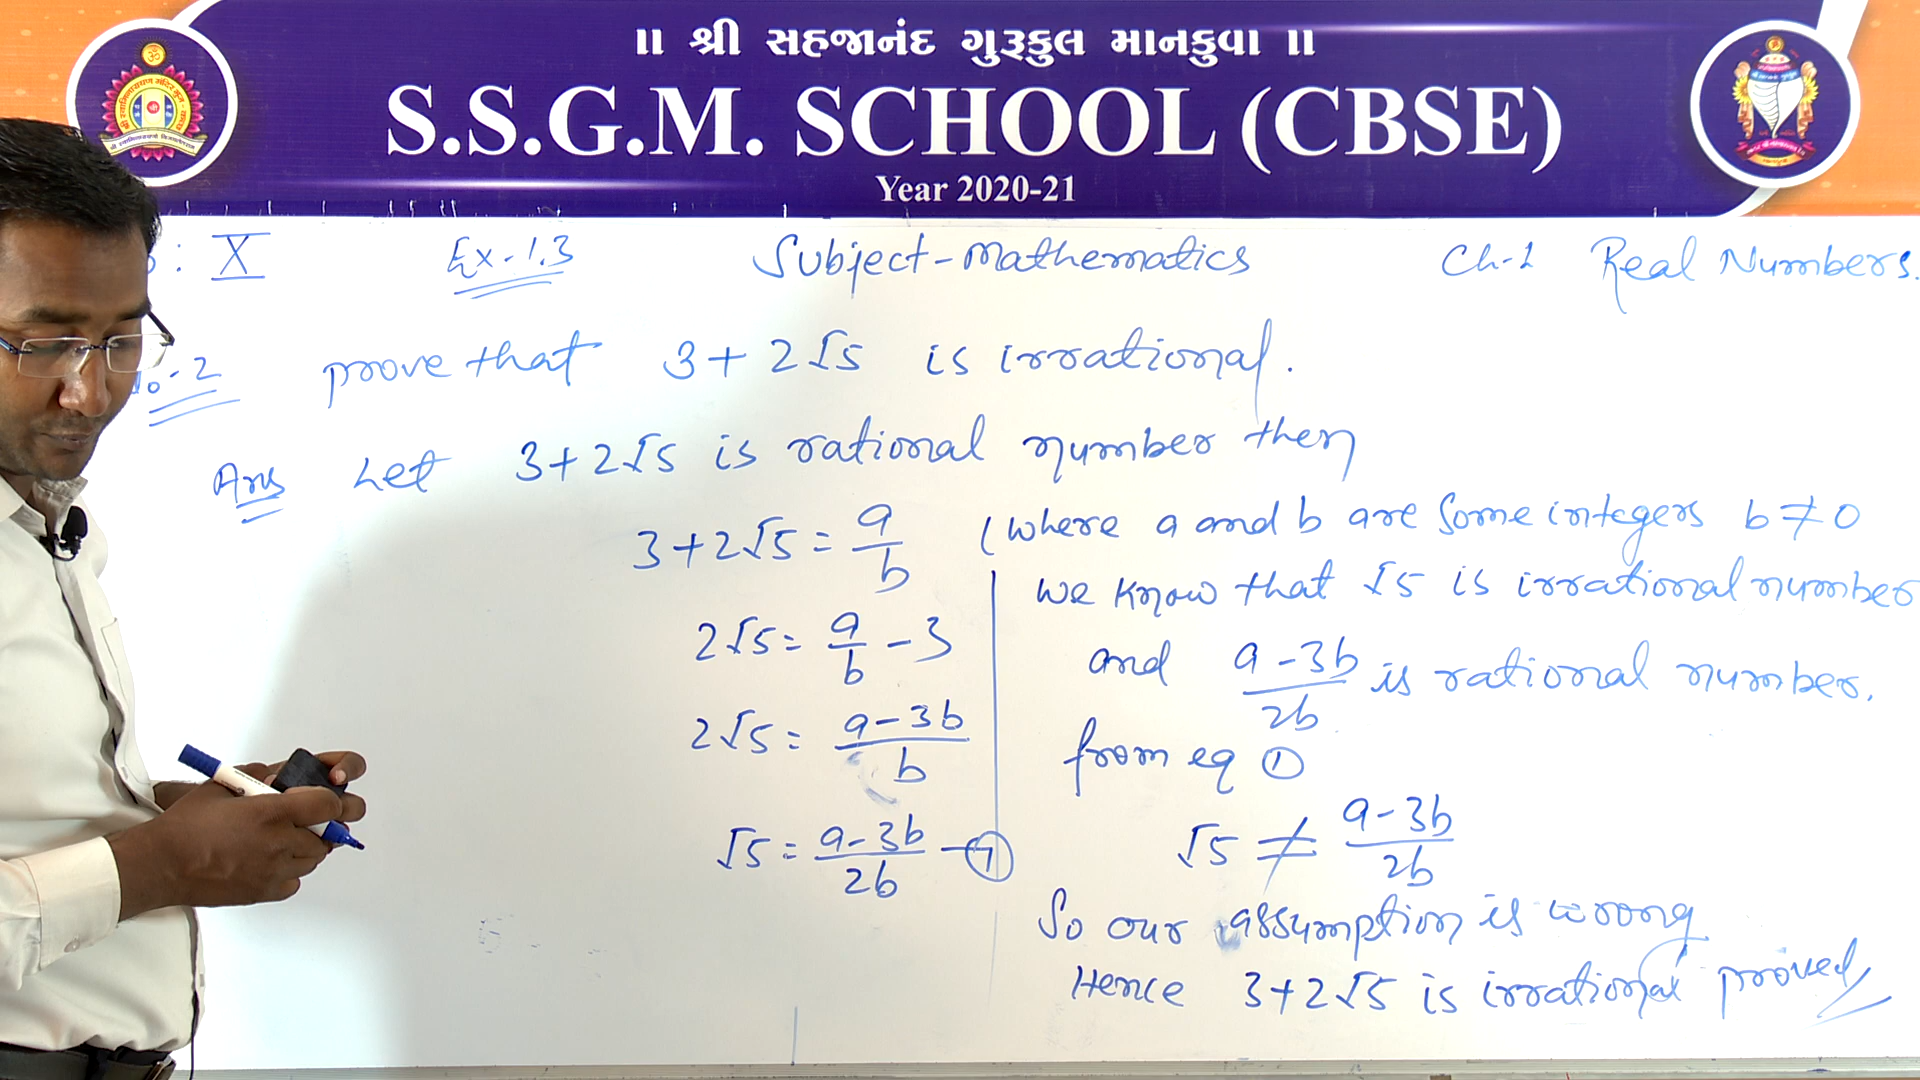 ॥ શ્રી સહજાનંદ ગુરૂકુલ માનકુવા ॥
S.S.G.M. SCHOOL (CBSE)
Year 2020-21
: X Ex-1.3 Subject-Mathematics Ch-1 Real Numbers.
o.-2 prove that 3+2√5 is irrational.
Ans Let 3+2√5 is rational number then
3+2√5 = a/b (where a and b are some integers b≠0
2√5 = a/b - 3
2√5 = (a-3b)/b
√5 = (a-3b)/2b - ①
we know that √5 is irrational number
and (a-3b)/2b is rational number.
from eq ①
√5 ≠ (a-3b)/2b
So our assumption is wrong
Hence 3+2√5 is irrational proved